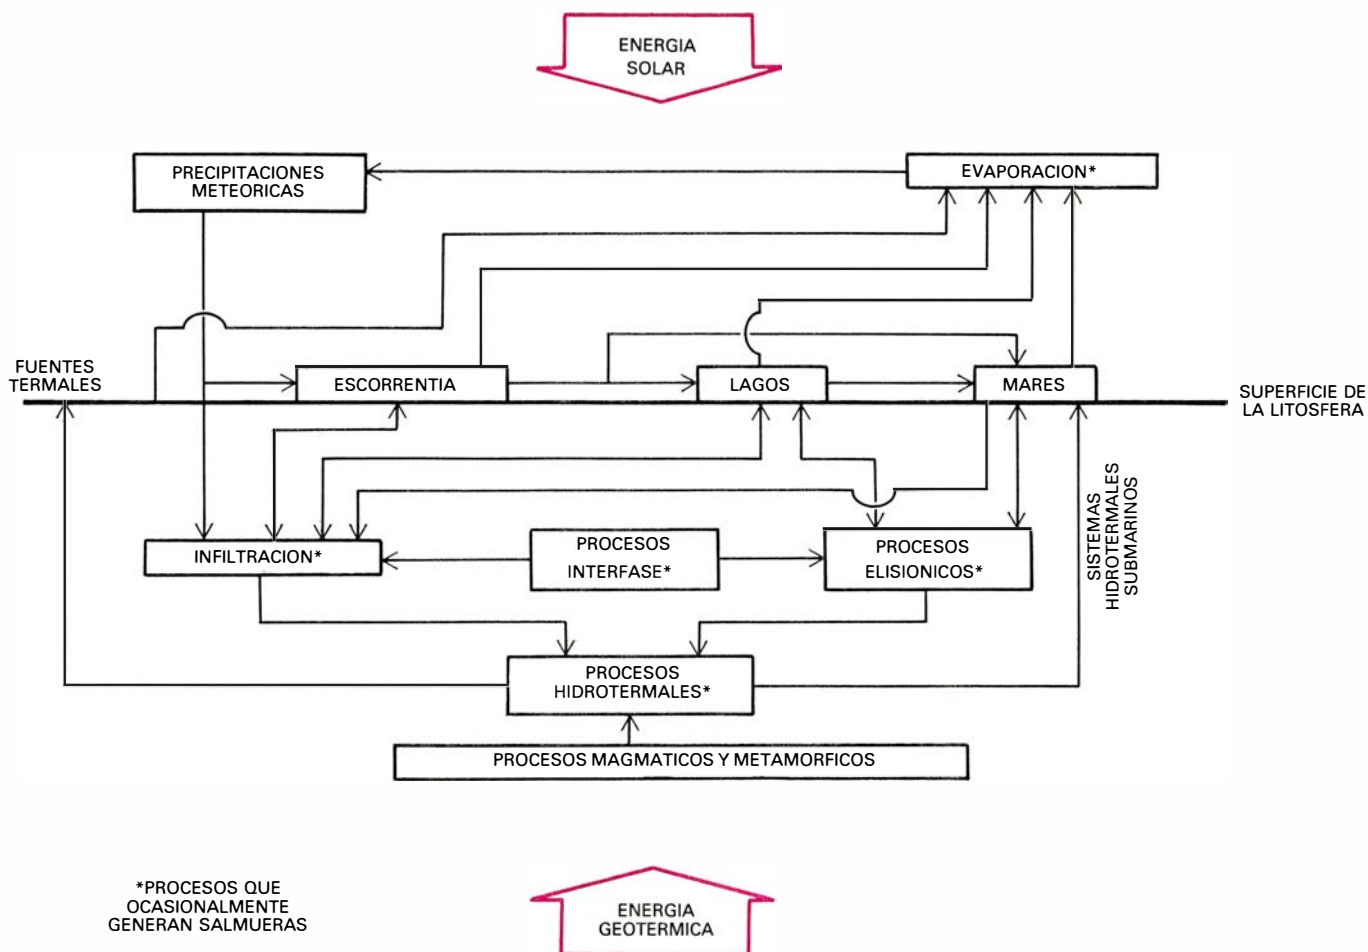 ENERGIA
SOLAR
PRECIPITACIONES
METEORICAS
EVAPORACION*
FUENTES
TERMALES
ESCORRENTIA
LAGOS
MARES
SUPERFICIE DE
LA LITOSFERA
SISTEMAS
HIDROTERMALES
SUBMARINOS
INFILTRACION*
PROCESOS
INTERFASE*
PROCESOS
ELISIONICOS*
PROCESOS
HIDROTERMALES*
PROCESOS MAGMATICOS Y METAMORFICOS
*PROCESOS QUE
OCASIONALMENTE
GENERAN SALMUERAS
ENERGIA
GEOTERMICA